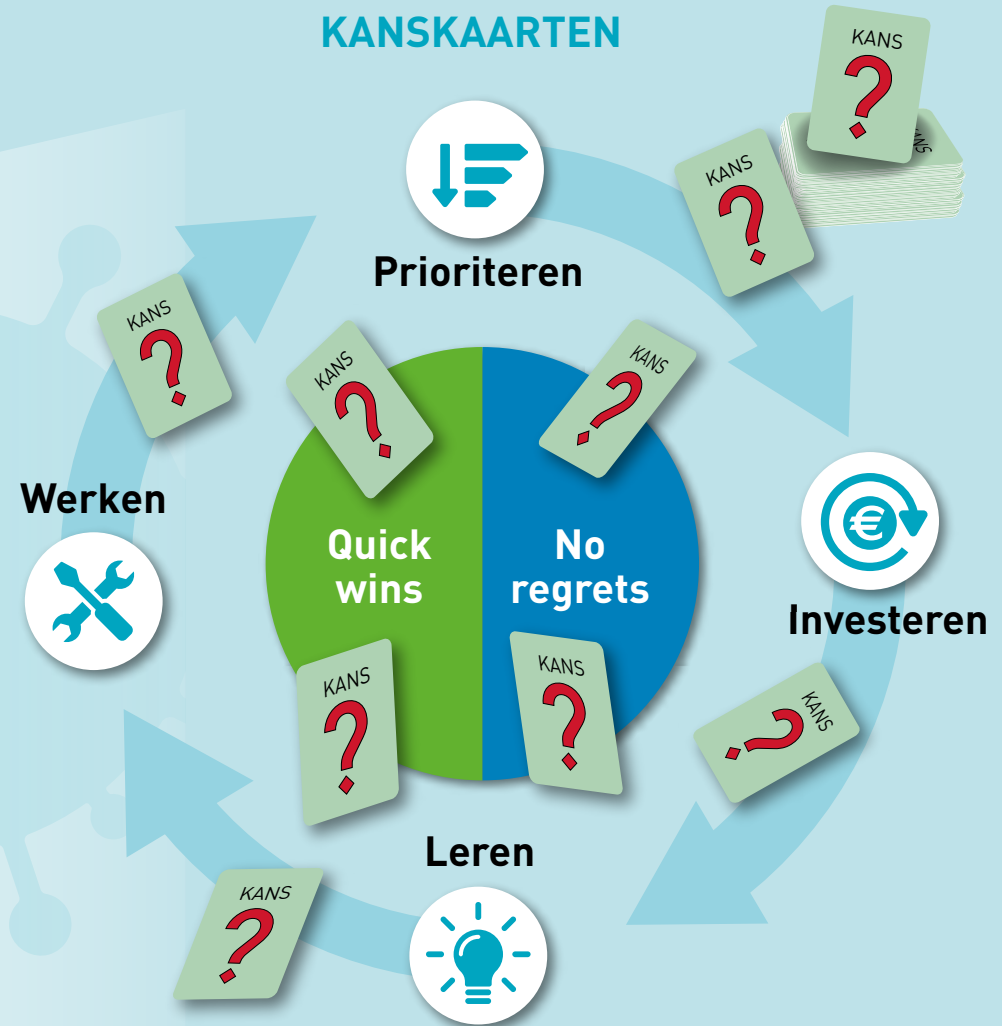 KANSKAARTEN
KANS
KANS
KANS
Prioriteren
KANS
KANS
KANS
Werken
Quick
wins
No
regrets
Investeren
KANS
KANS
KANS
Leren
KANS